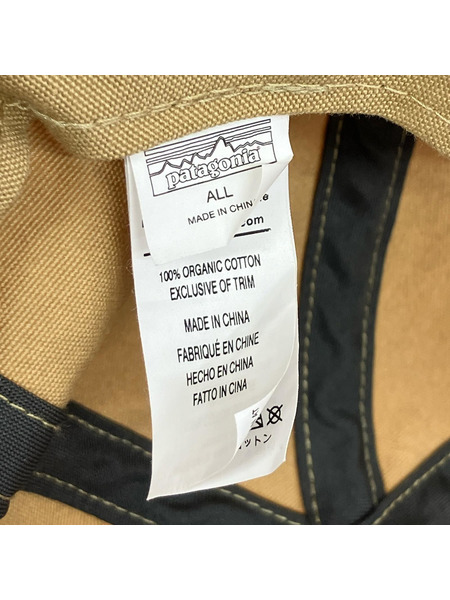 patagonia
ALL
MADE IN CHINE
.com
100% ORGANIC COTTON
EXCLUSIVE OF TRIM
MADE IN CHINA
FABRIQUÉ EN CHINE
HECHO EN CHINA
FATTO IN CINA
ットン